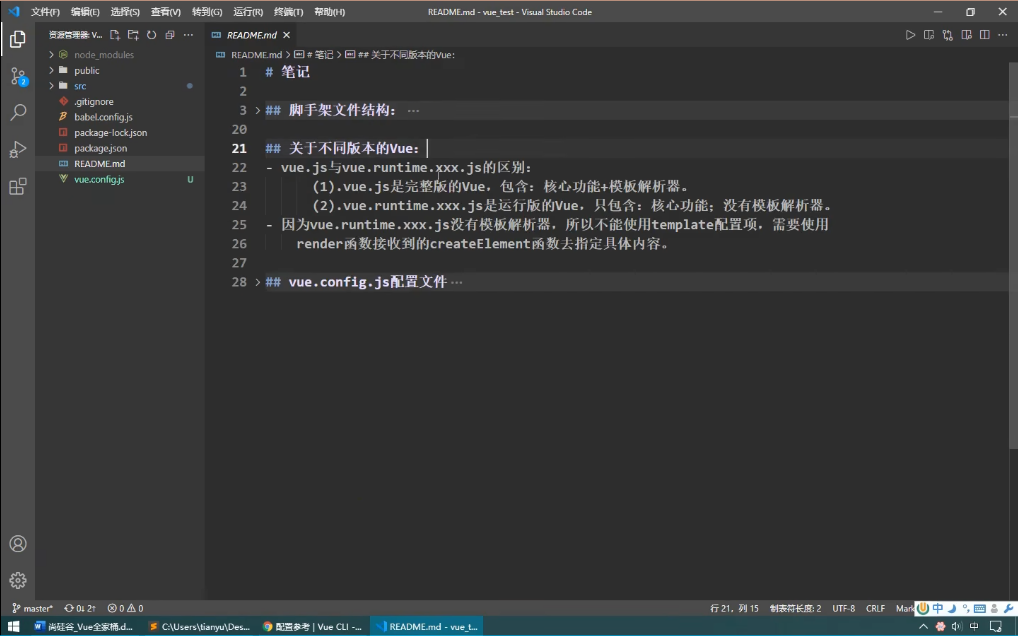 文件(F) 编辑(E) 选择(S) 查看(V) 转到(G) 运行(R) 终端(T) 帮助(H) README.md - vue_test - Visual Studio Code
资源管理器: V...
README.md
README.md > # 笔记 > ## 关于不同版本的Vue:
node_modules
public
src
.gitignore
babel.config.js
package-lock.json
package.json
README.md
vue.config.js U
2
1 # 笔记
2
3 ## 脚手架文件结构: ...
20
21 ## 关于不同版本的Vue:
22 - vue.js与vue.runtime.xxx.js的区别:
23 (1).vue.js是完整版的Vue，包含：核心功能+模板解析器。
24 (2).vue.runtime.xxx.js是运行版的Vue，只包含：核心功能；没有模板解析器。
25 - 因为vue.runtime.xxx.js没有模板解析器，所以不能使用template配置项，需要使用
26 render函数接收到的createElement函数去指定具体内容。
27
28 ## vue.config.js配置文件 ...
master* 0↓ 2↑ 0 0 行 21，列 15 制表符长度: 2 UTF-8 CRLF Mark
中
尚硅谷_Vue全家桶.d... C:\Users\tianyu\Des... 配置参考 | Vue CLI -... README.md - vue_t... 中